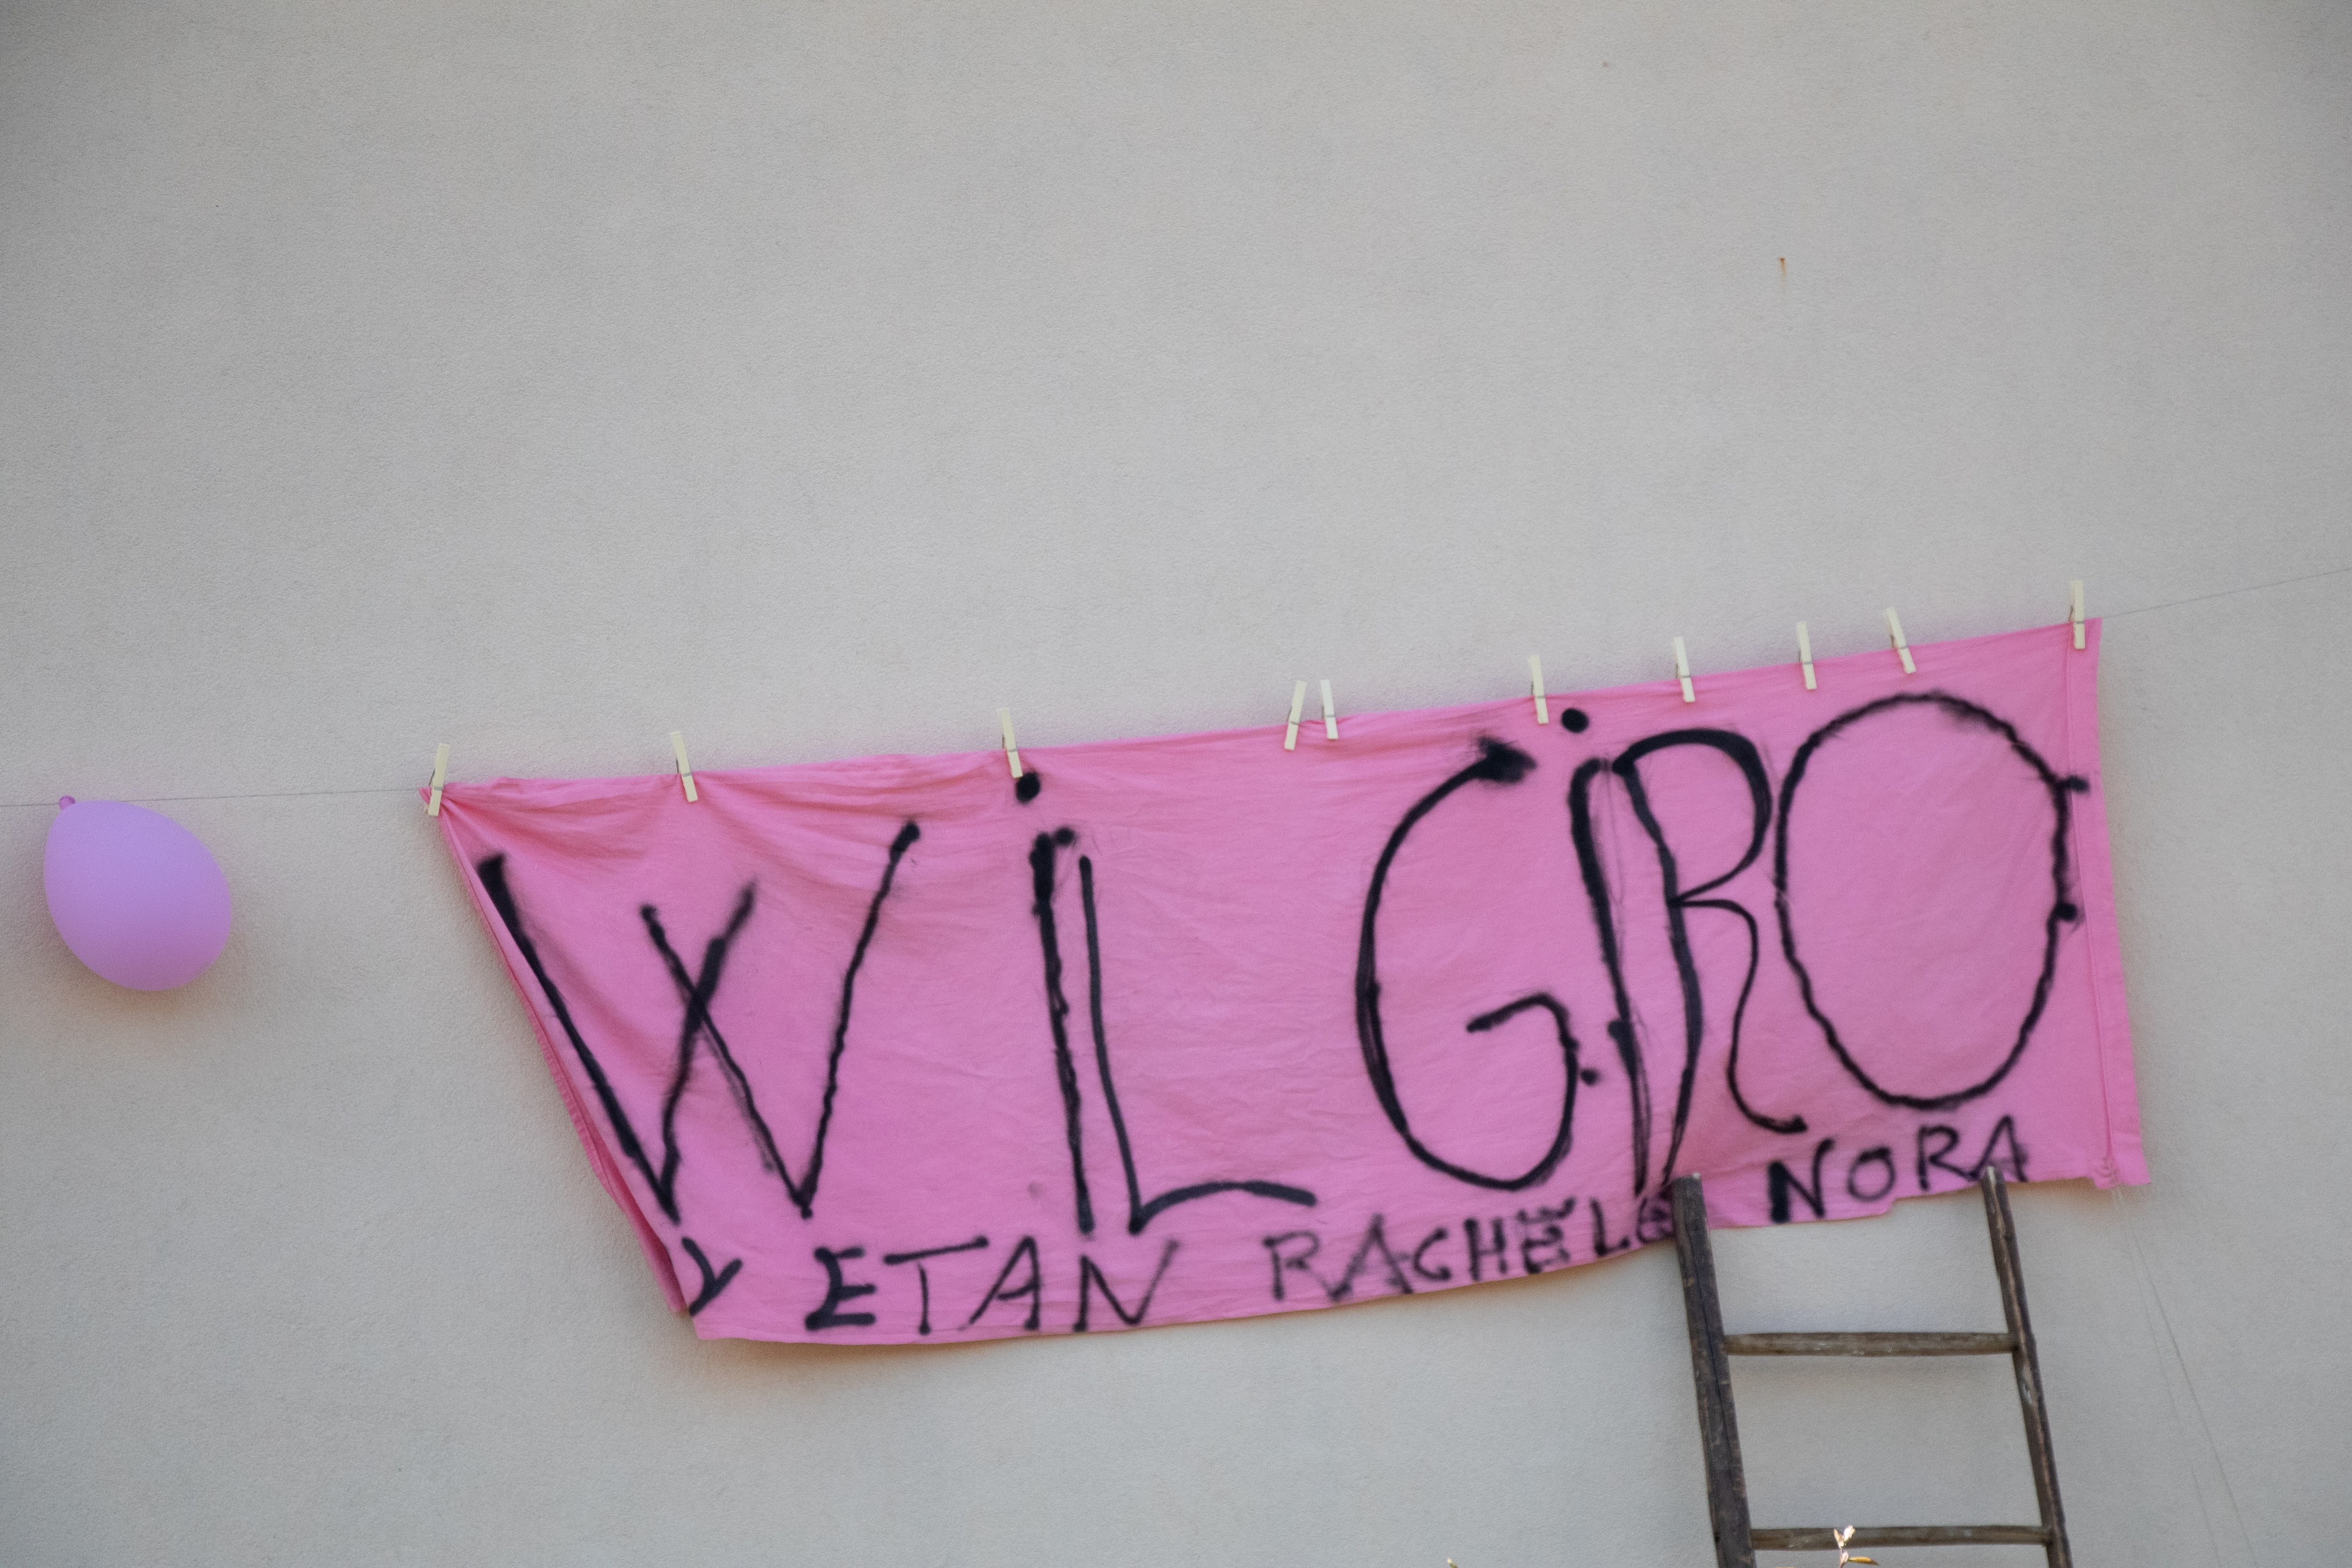 W iL GiRO
ETAN RACHELE NORA